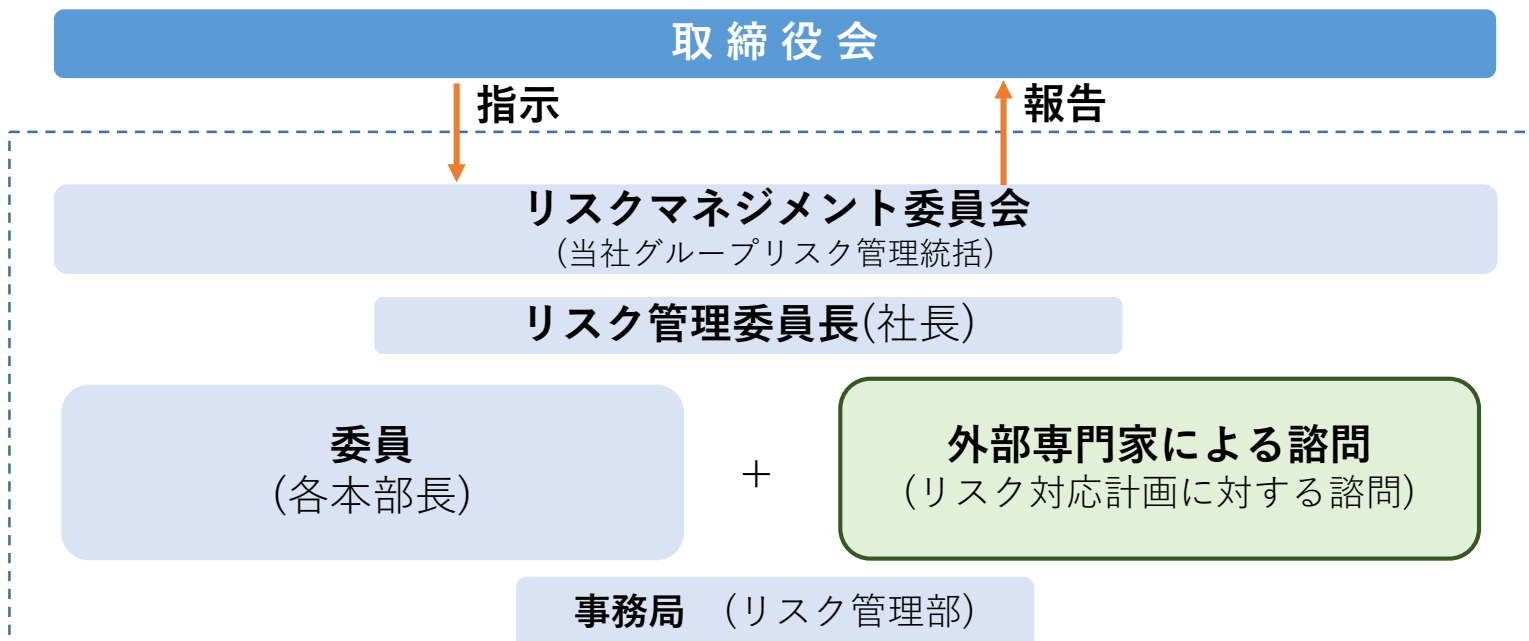 取締役会
指示
報告
リスクマネジメント委員会
(当社グループリスク管理統括)
リスク管理委員長(社長)
委員
(各本部長)
+
外部専門家による諮問
(リスク対応計画に対する諮問)
事務局 (リスク管理部)